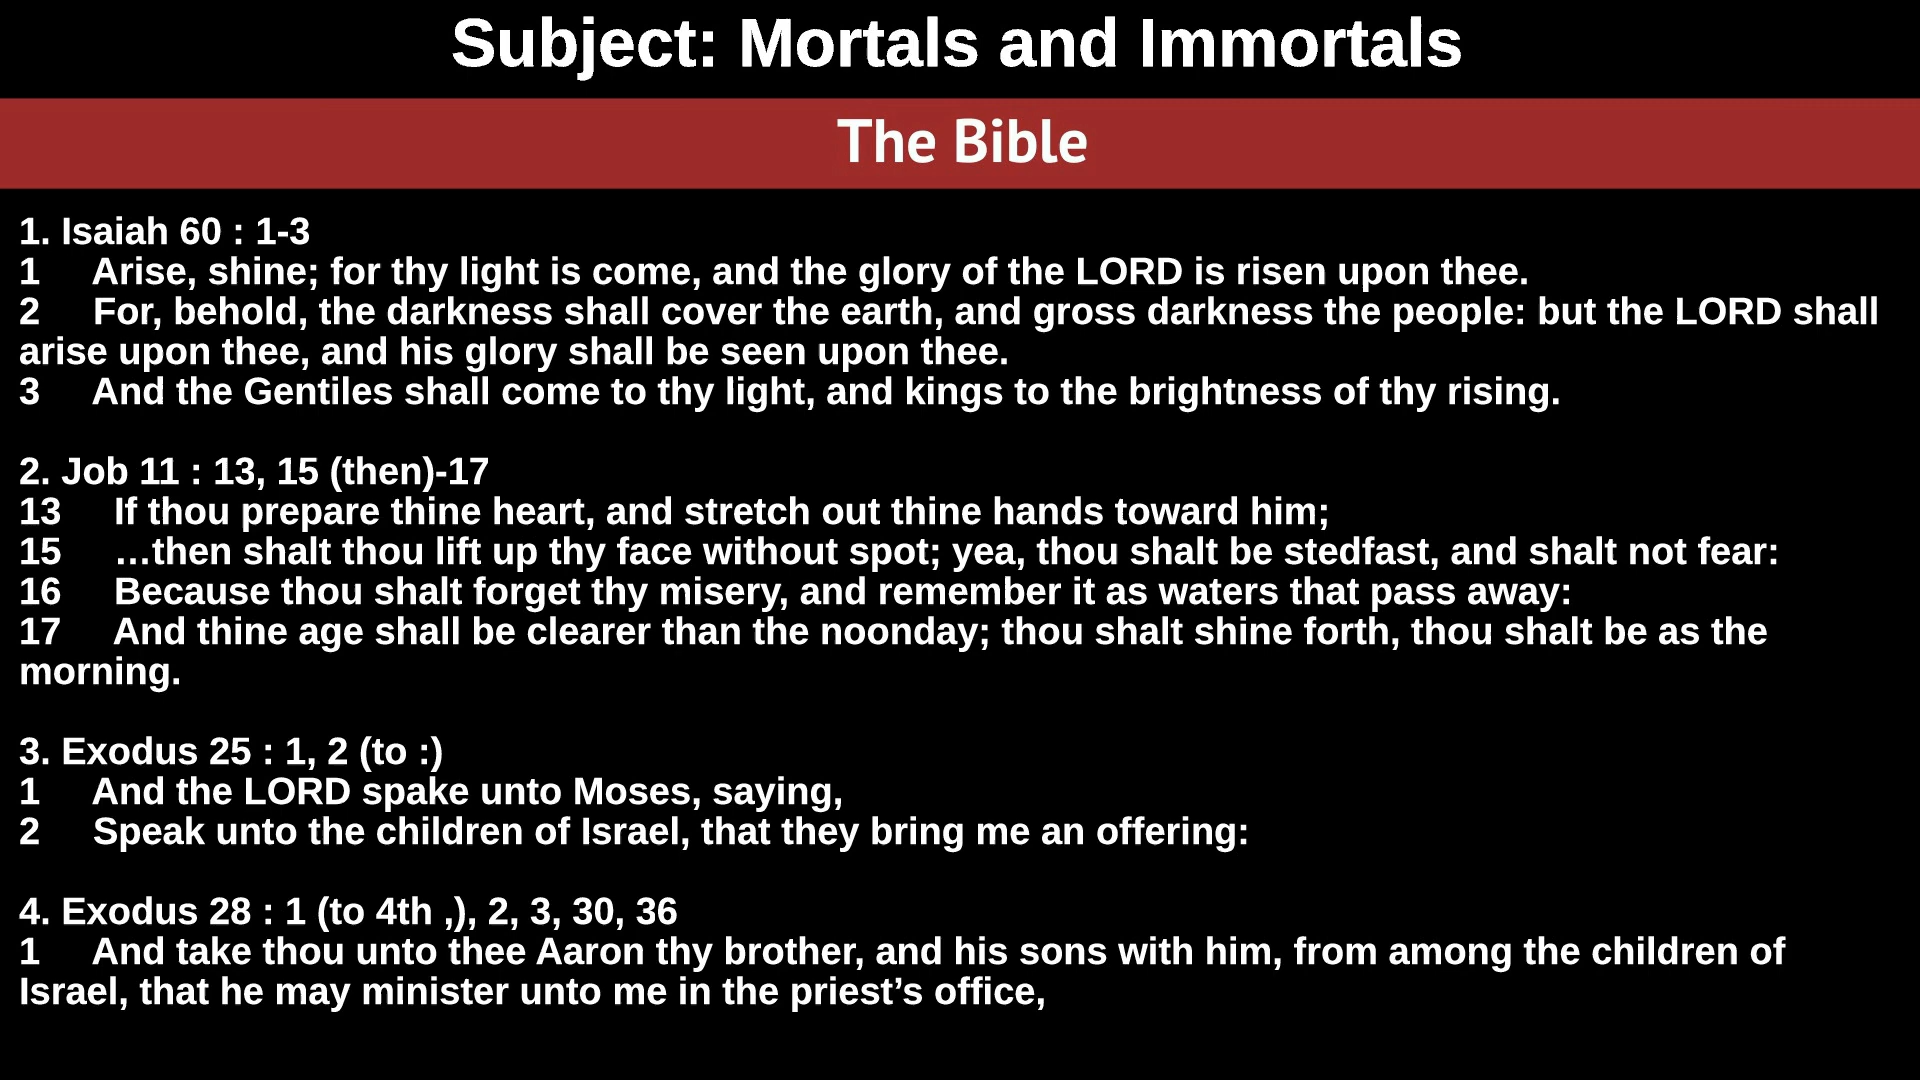 Subject: Mortals and Immortals
The Bible
1. Isaiah 60 : 1-3
1 Arise, shine; for thy light is come, and the glory of the LORD is risen upon thee.
2 For, behold, the darkness shall cover the earth, and gross darkness the people: but the LORD shall
arise upon thee, and his glory shall be seen upon thee.
3 And the Gentiles shall come to thy light, and kings to the brightness of thy rising.
2. Job 11 : 13, 15 (then)-17
13 If thou prepare thine heart, and stretch out thine hands toward him;
15 …then shalt thou lift up thy face without spot; yea, thou shalt be stedfast, and shalt not fear:
16 Because thou shalt forget thy misery, and remember it as waters that pass away:
17 And thine age shall be clearer than the noonday; thou shalt shine forth, thou shalt be as the
morning.
3. Exodus 25 : 1, 2 (to :)
1 And the LORD spake unto Moses, saying,
2 Speak unto the children of Israel, that they bring me an offering:
4. Exodus 28 : 1 (to 4th ,), 2, 3, 30, 36
1 And take thou unto thee Aaron thy brother, and his sons with him, from among the children of
Israel, that he may minister unto me in the priest’s office,